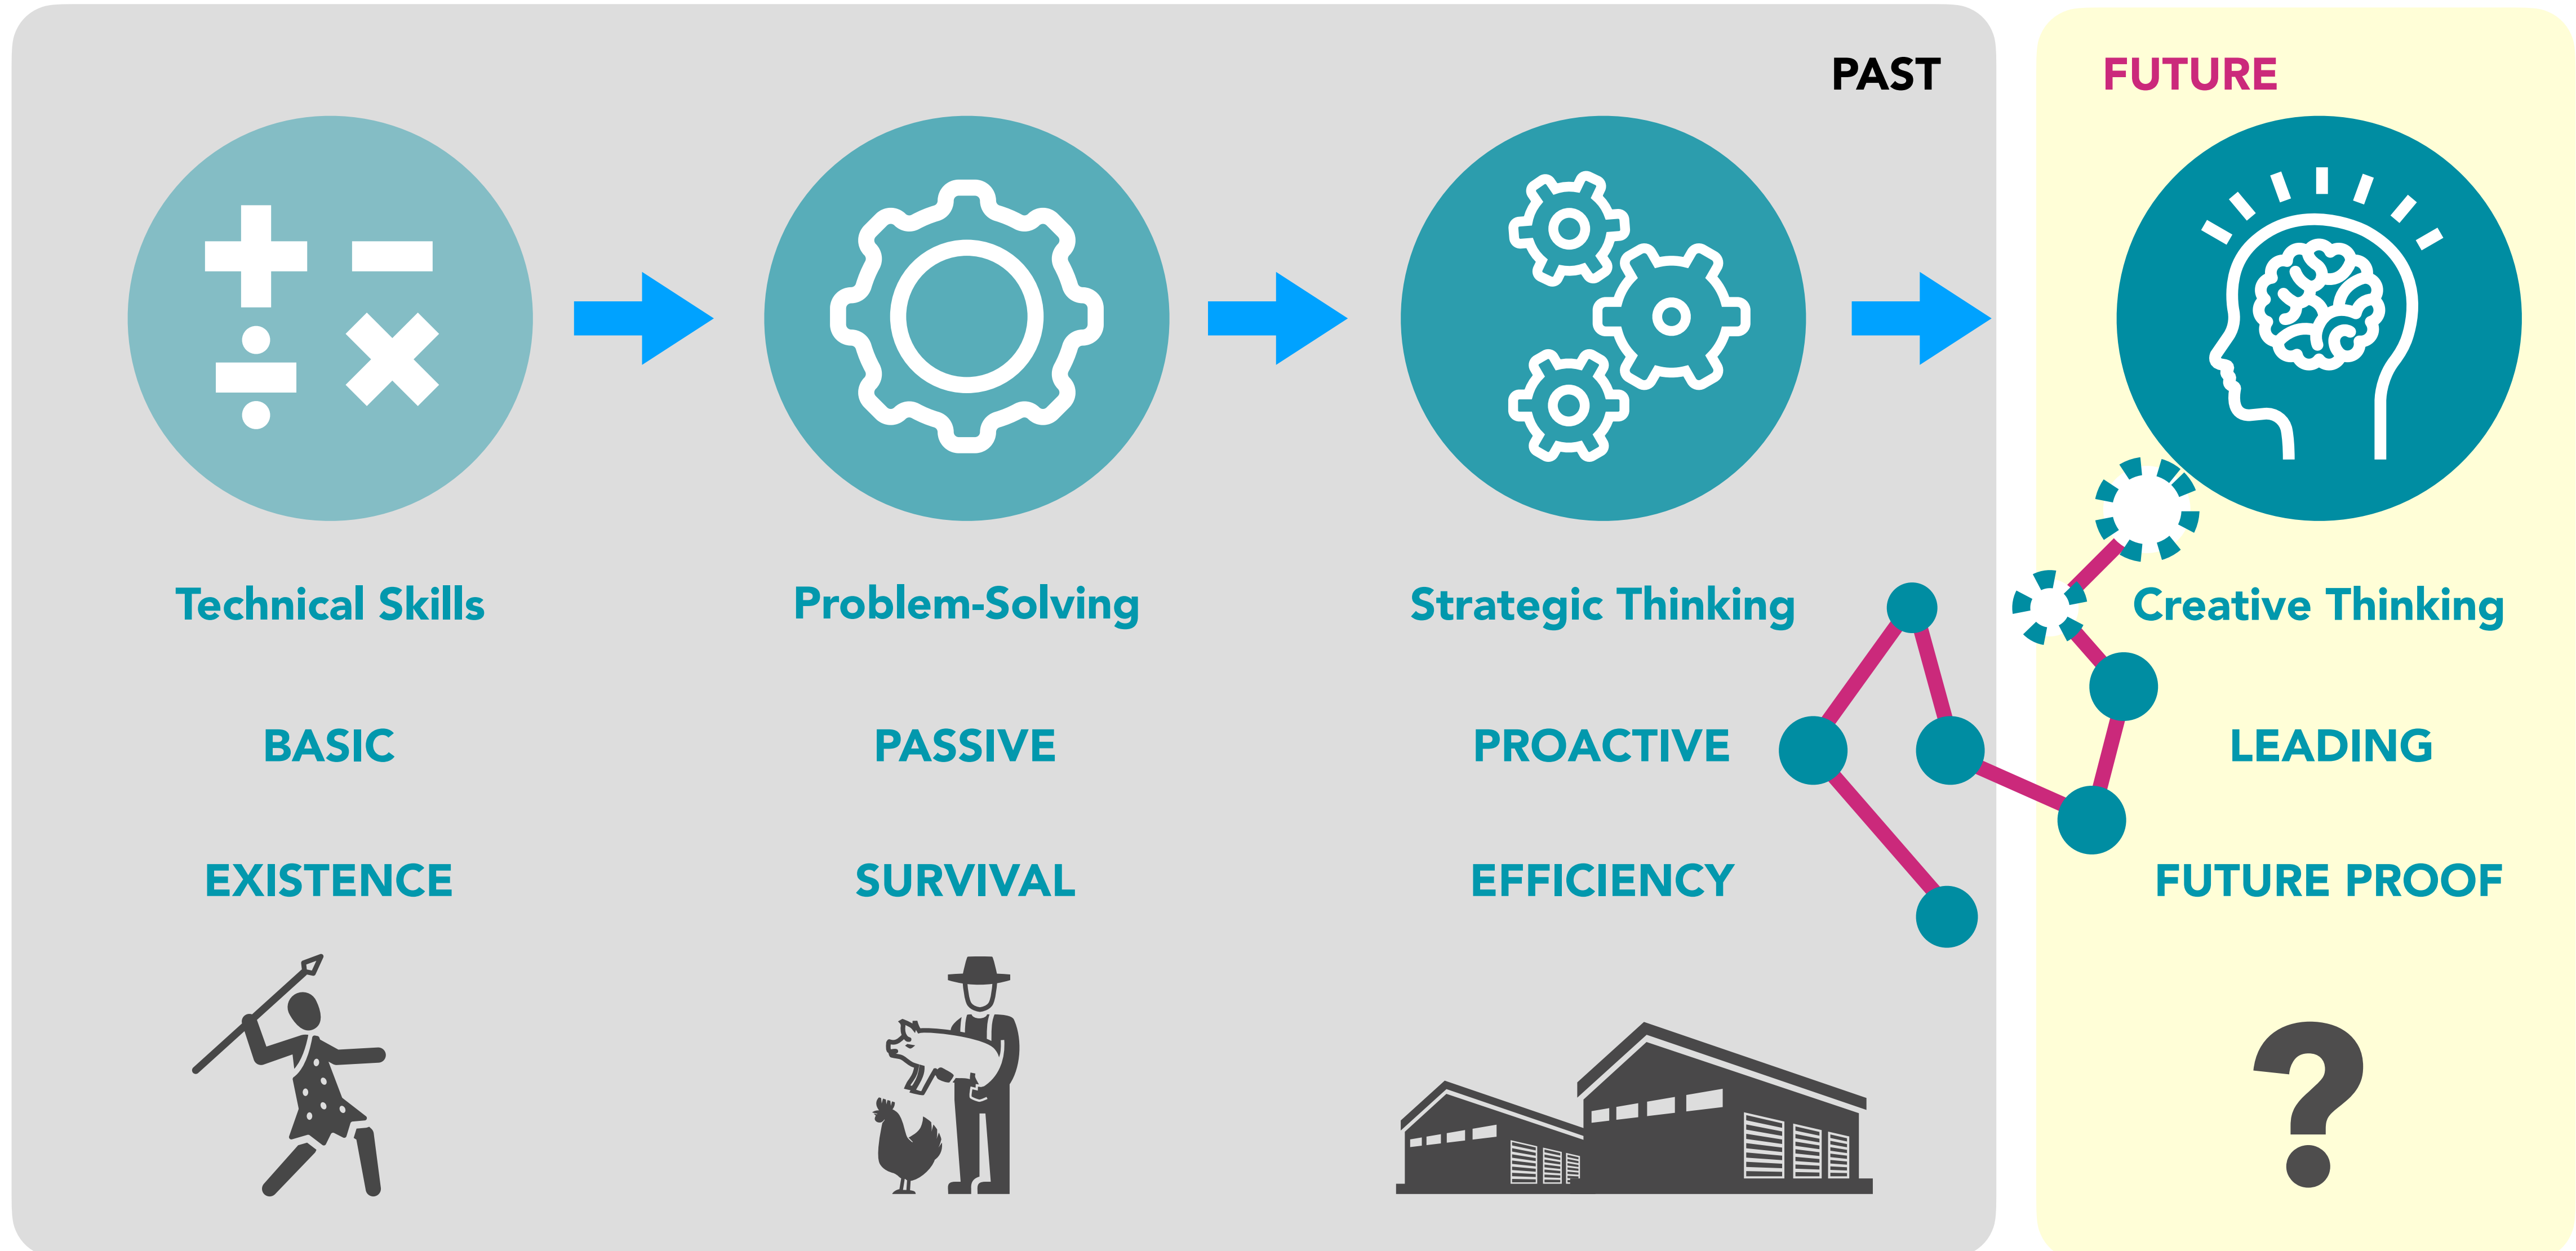 PAST
FUTURE
Technical Skills
Problem-Solving
Strategic Thinking
Creative Thinking
BASIC
PASSIVE
PROACTIVE
LEADING
EXISTENCE
SURVIVAL
EFFICIENCY
FUTURE PROOF
?